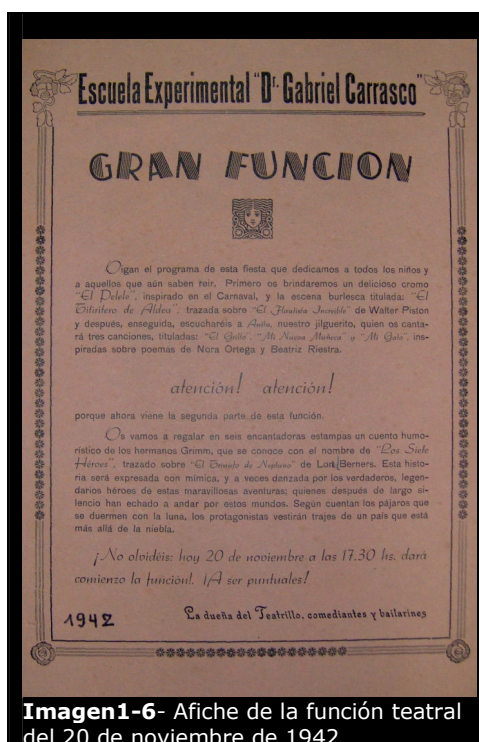 Escuela Experimental "Dr. Gabriel Carrasco"
GRAN FUNCION
Oigan el programa de esta fiesta que dedicamos a todos los niños y
a aquellos que aún saben reir. Primero os brindaremos un delicioso cromo
"El Pelele", inspirado en el Carnaval, y la escena burlesca titulada: "El
Titiritero de Aldea", trazada sobre "El Flautista Increíble" de Walter Piston
y después, enseguida, escucharéis a nuestro jilguerito, quien os canta-
rá tres canciones, tituladas: "El Grillo", "Mi Nueva Muñeca" y "Mi Gato", ins-
piradas sobre poemas de Nora Ortega y Beatriz Riestra.
atención! atención!
porque ahora viene la segunda parte de esta función.
Os vamos a regalar en seis encantadoras estampas un cuento humo-
rístico de los hermanos Grimm, que se conoce con el nombre de "Los Siete
Héroes", trazado sobre "El Triunfo de Neptuno" de Lord Berners. Esta histo-
ria será expresada con mímica, y a veces danzada por los verdaderos, legen-
darios héroes de estas maravillosas aventuras; quienes después de largo si-
lencio han echado a andar por estos mundos. Según cuentan los pájaros que
se duermen con la luna, los protagonistas vestirán trajes de un país que está
más allá de la niebla.
¡No olvidéis: hoy 20 de noviembre a las 17.30 hs. dará
comienzo la función!. ¡A ser puntuales!
1942
La dueña del Teatrillo, comediantes y bailarines
Imagen1-6- Afiche de la función teatral
del 20 de noviembre de 1942